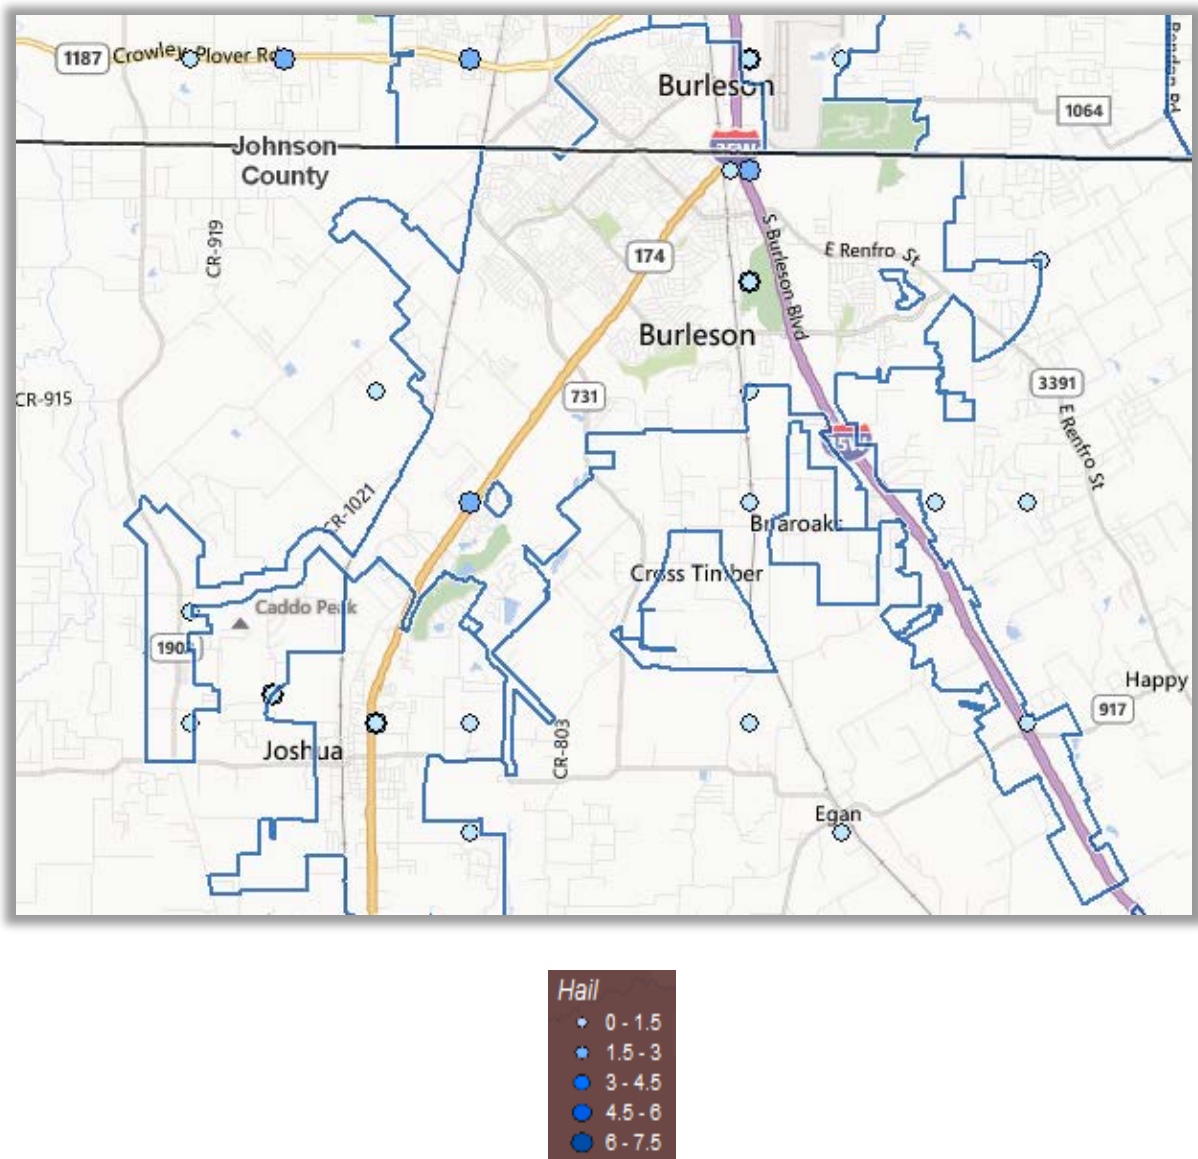 1187
Crowley Plover Rd
Burleson
1064
Rendon Rd
Johnson
County
CR-919
174
S Burleson Blvd
E Renfro St
Burleson
CR-915
731
3391
E Renfro St
CR-1021
Briaroaks
Cross Timber
Caddo Peak
Happy
917
Joshua
CR-803
Egan
Hail
0 - 1.5
1.5 - 3
3 - 4.5
4.5 - 6
6 - 7.5